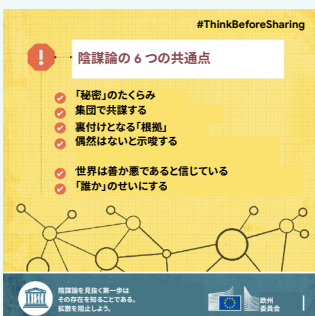 #ThinkBeforeSharing
陰謀論の 6 つの共通点
「秘密」のたくらみ
集団で共謀する
裏付けとなる「根拠」
偶然はないと示唆する
世界は善か悪であると信じている
「誰か」のせいにする
陰謀論を見抜く第一歩は
その存在を知ることである。
拡散を阻止しよう。
欧州
委員会